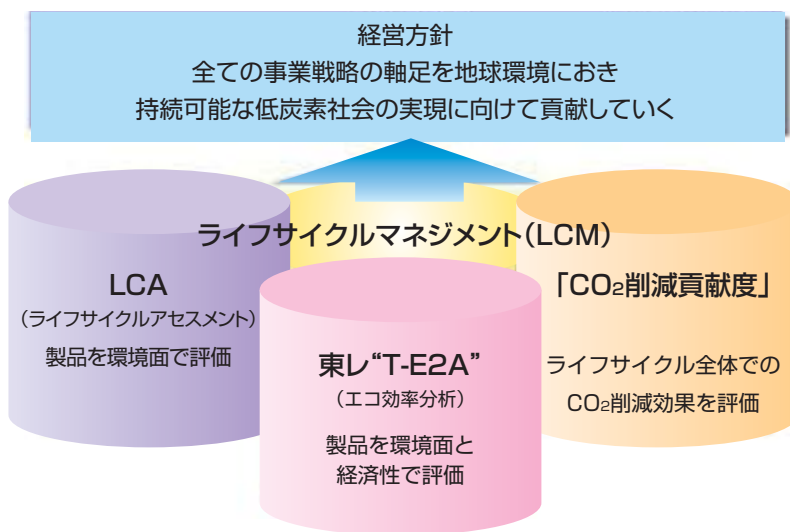 経営方針
全ての事業戦略の軸足を地球環境におき
持続可能な低炭素社会の実現に向けて貢献していく
ライフサイクルマネジメント（LCM）
LCA
（ライフサイクルアセスメント）
製品を環境面で評価
東レ“T-E2A”
（エコ効率分析）
製品を環境面と
経済性で評価
「CO₂削減貢献度」
ライフサイクル全体での
CO₂削減効果を評価